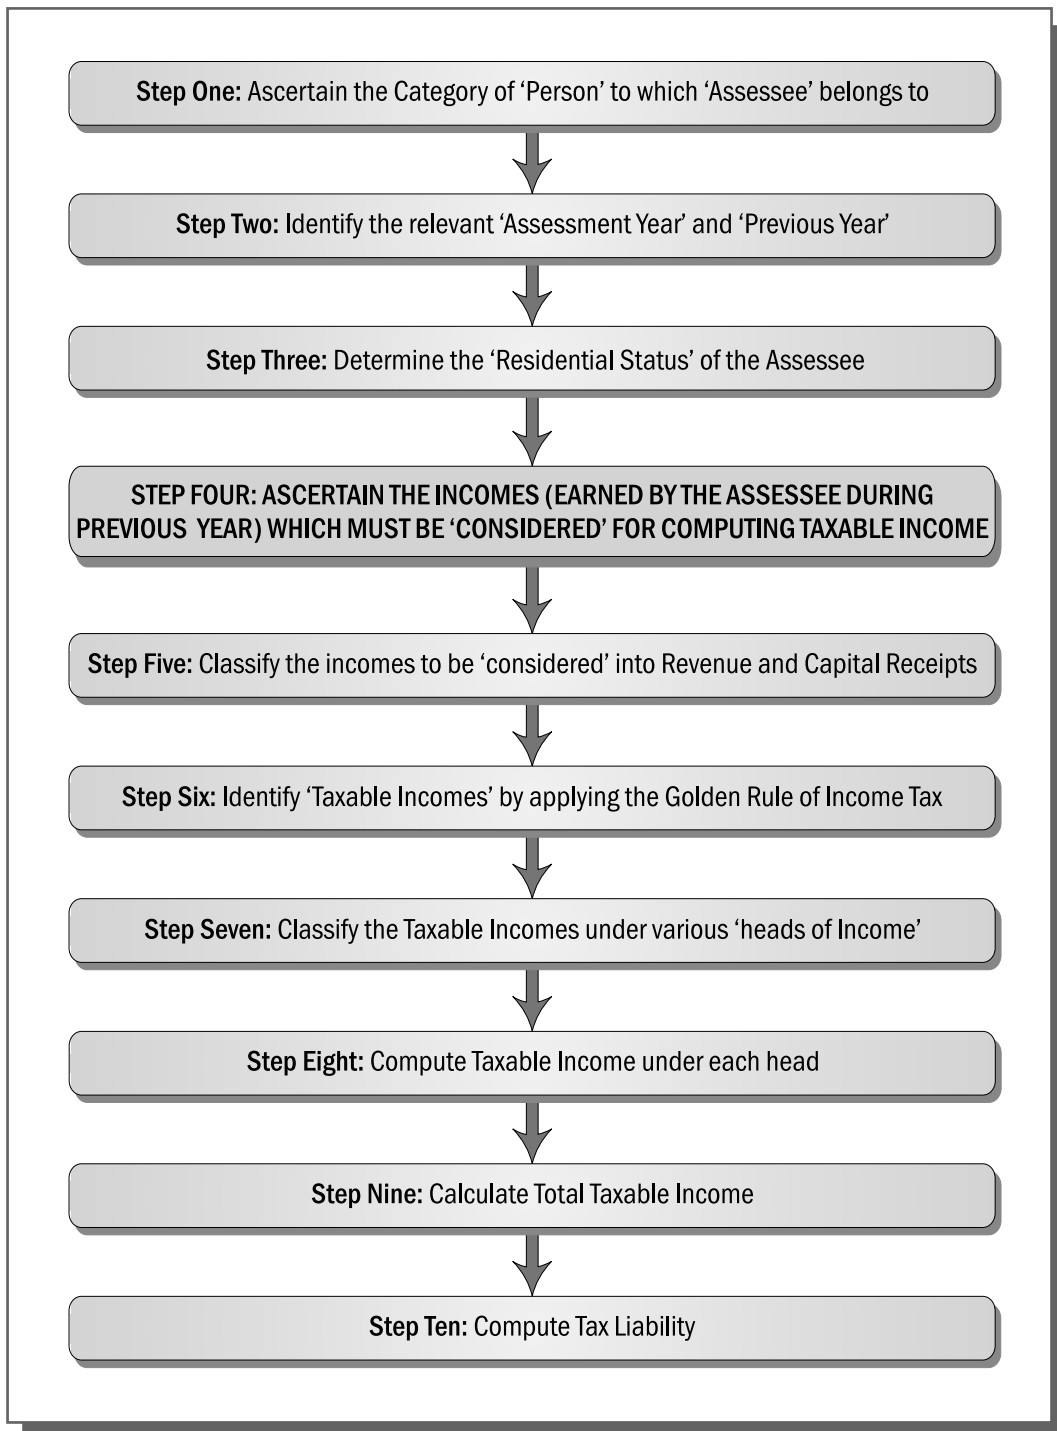 Step One: Ascertain the Category of ‘Person’ to which ‘Assessee’ belongs to
Step Two: Identify the relevant ‘Assessment Year’ and ‘Previous Year’
Step Three: Determine the ‘Residential Status’ of the Assessee
STEP FOUR: ASCERTAIN THE INCOMES (EARNED BY THE ASSESSEE DURING
PREVIOUS YEAR) WHICH MUST BE ‘CONSIDERED’ FOR COMPUTING TAXABLE INCOME
Step Five: Classify the incomes to be ‘considered’ into Revenue and Capital Receipts
Step Six: Identify ‘Taxable Incomes’ by applying the Golden Rule of Income Tax
Step Seven: Classify the Taxable Incomes under various ‘heads of Income’
Step Eight: Compute Taxable Income under each head
Step Nine: Calculate Total Taxable Income
Step Ten: Compute Tax Liability